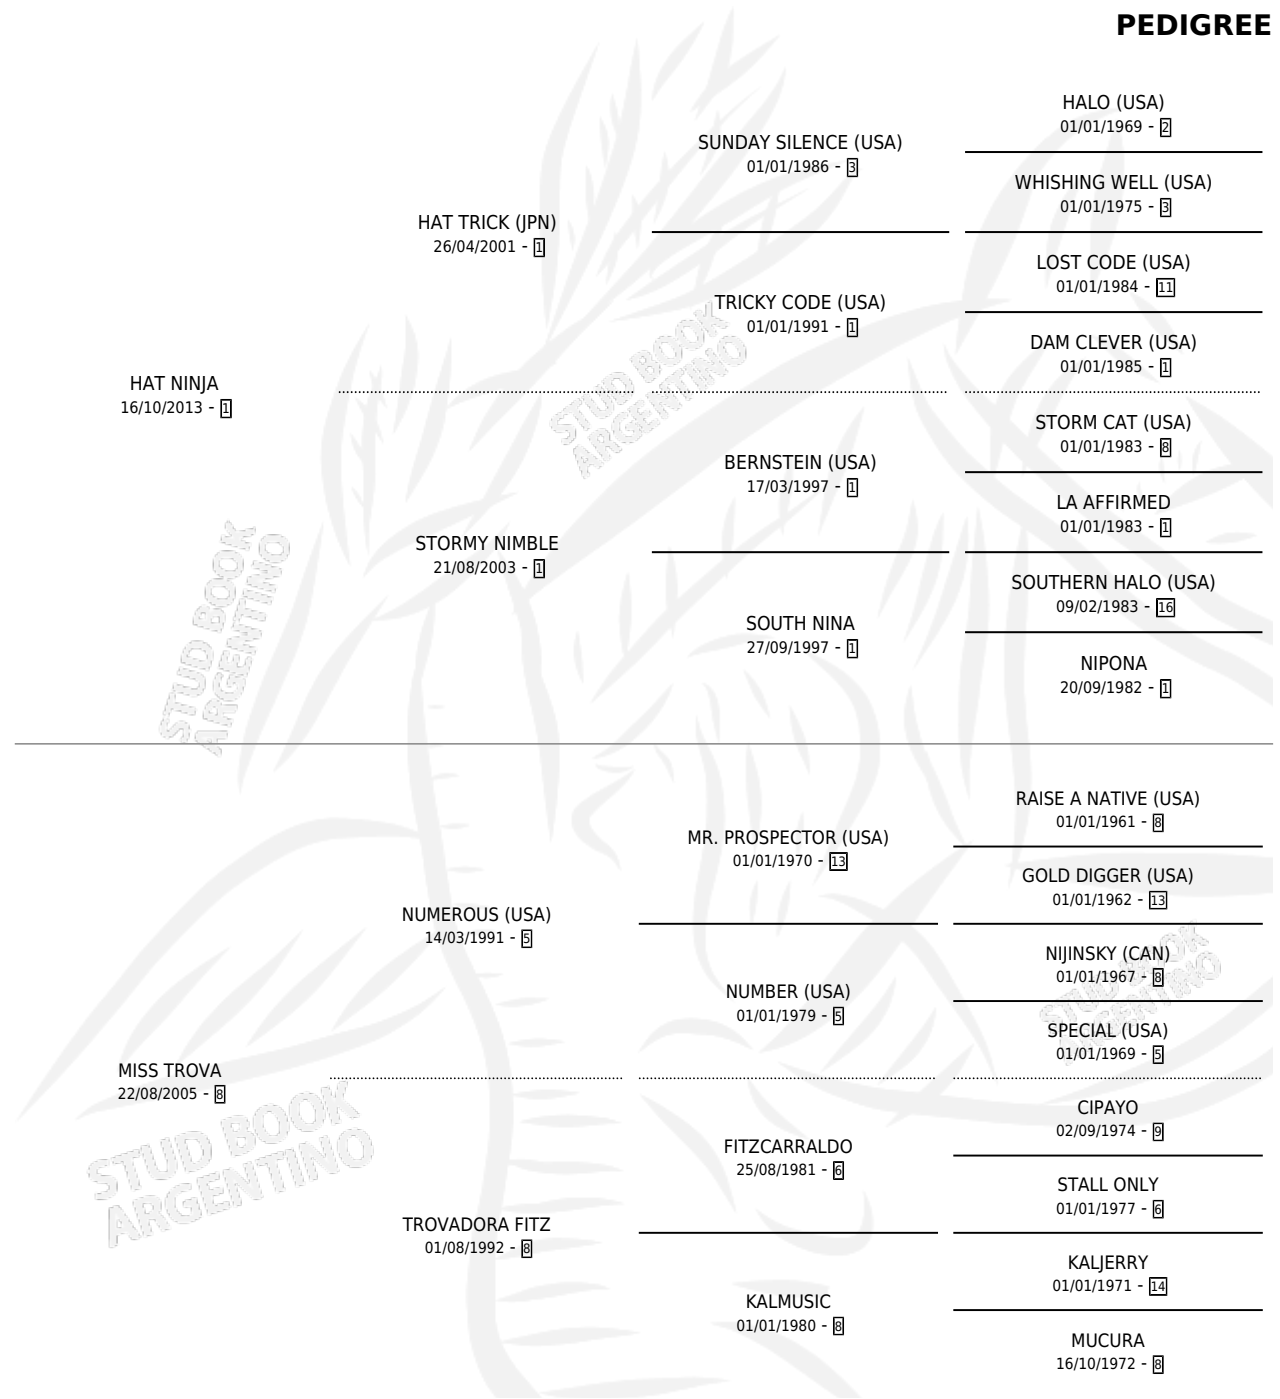 PEDIGREE
HALO (USA)
01/01/1969 - 2
SUNDAY SILENCE (USA)
01/01/1986 - 3
WHISHING WELL (USA)
01/01/1975 - 3
HAT TRICK (JPN)
26/04/2001 - 1
LOST CODE (USA)
01/01/1984 - 11
TRICKY CODE (USA)
01/01/1991 - 1
DAM CLEVER (USA)
01/01/1985 - 1
HAT NINJA
16/10/2013 - 1
STORM CAT (USA)
01/01/1983 - 8
BERNSTEIN (USA)
17/03/1997 - 1
LA AFFIRMED
01/01/1983 - 1
STORMY NIMBLE
21/08/2003 - 1
SOUTHERN HALO (USA)
09/02/1983 - 16
SOUTH NINA
27/09/1997 - 1
NIPONA
20/09/1982 - 1
RAISE A NATIVE (USA)
01/01/1961 - 8
MR. PROSPECTOR (USA)
01/01/1970 - 13
GOLD DIGGER (USA)
01/01/1962 - 13
NUMEROUS (USA)
14/03/1991 - 5
NIJINSKY (CAN)
01/01/1967 - 8
NUMBER (USA)
01/01/1979 - 5
SPECIAL (USA)
01/01/1969 - 5
MISS TROVA
22/08/2005 - 8
CIPAYO
02/09/1974 - 9
FITZCARRALDO
25/08/1981 - 6
STALL ONLY
01/01/1977 - 6
TROVADORA FITZ
01/08/1992 - 8
KALJERRY
01/01/1971 - 14
KALMUSIC
01/01/1980 - 8
MUCURA
16/10/1972 - 8
STUD BOOK
ARGENTINO
STUD BOOK
ARGENTINO
STUD BOOK
ARGENTINO
STUD BOOK
ARGENTINO